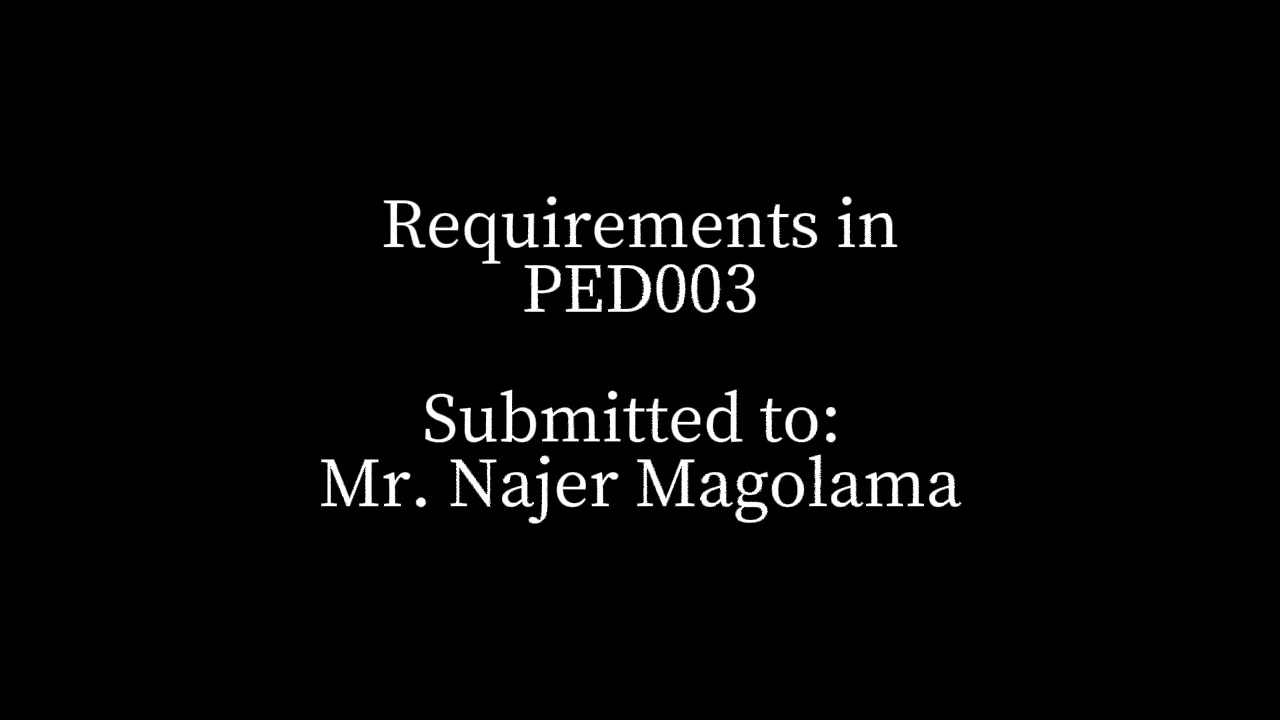 Requirements in
PED003
Submitted to:
Mr. Najer Magolama